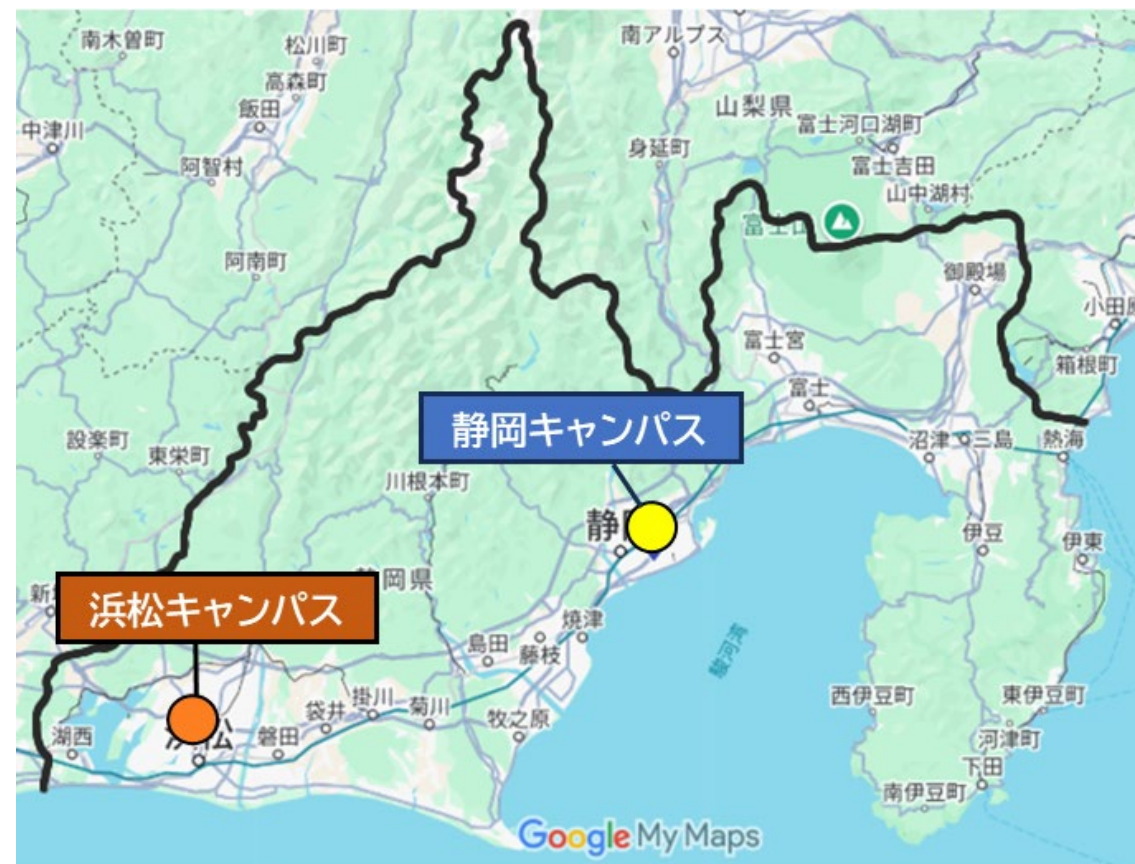 南木曽町
松川町
南アルプス
高森町
飯田
山梨県
中津川
富士河口湖町
身延町
阿智村
富士吉田
山中湖村
阿南町
御殿場
富士宮
箱根町
富士
静岡キャンパス
設楽町
東栄町
沼津
三島
熱海
川根本町
伊豆
伊東
浜松キャンパス
岡県
焼津
島田
藤枝
駿河湾
西伊豆町
東伊豆町
掛川
袋井
菊川
牧之原
湖西
磐田
河津町
下田
南伊豆町
Google My Maps